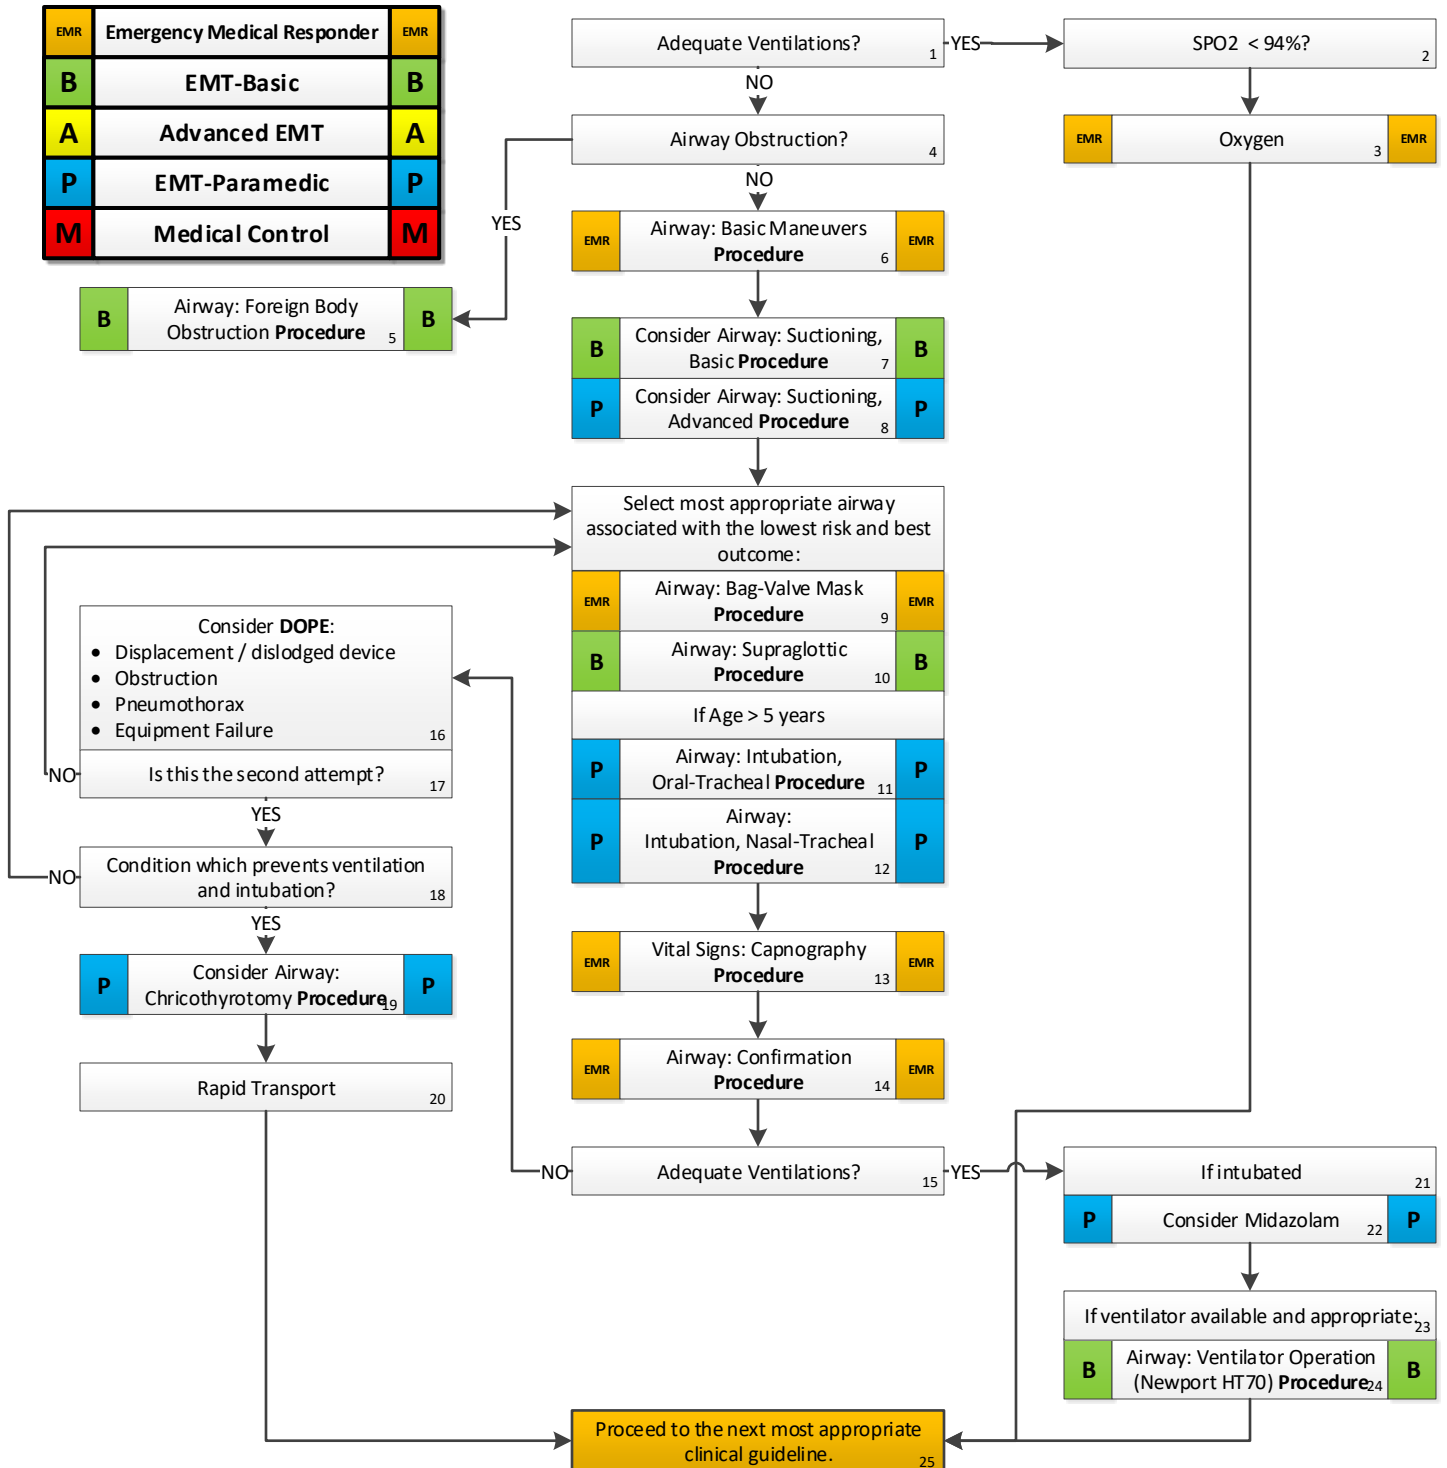 EMR Emergency Medical Responder EMR
B EMT-Basic B
A Advanced EMT A
P EMT-Paramedic P
M Medical Control M
Adequate Ventilations? 1
YES
SPO2 < 94%? 2
NO
Airway Obstruction? 4
EMR Oxygen 3 EMR
YES
NO
EMR Airway: Basic Maneuvers EMR
Procedure 6
B Airway: Foreign Body B
Obstruction Procedure 5
B Consider Airway: Suctioning, B
Basic Procedure 7
P Consider Airway: Suctioning, P
Advanced Procedure 8
Select most appropriate airway
associated with the lowest risk and best
outcome:
EMR Airway: Bag-Valve Mask EMR
Procedure 9
B Airway: Supraglottic B
Procedure 10
If Age > 5 years
P Airway: Intubation, P
Oral-Tracheal Procedure 11
P Airway: P
Intubation, Nasal-Tracheal
Procedure 12
EMR Vital Signs: Capnography EMR
Procedure 13
EMR Airway: Confirmation EMR
Procedure 14
Adequate Ventilations? 15
NO
YES
Consider DOPE:
• Displacement / dislodged device
• Obstruction
• Pneumothorax
• Equipment Failure 16
Is this the second attempt? 17
NO
YES
Condition which prevents ventilation
and intubation? 18
NO
YES
P Consider Airway: P
Chricothyrotomy Procedure 19
Rapid Transport 20
If intubated 21
P Consider Midazolam 22 P
If ventilator available and appropriate: 23
B Airway: Ventilator Operation B
(Newport HT70) Procedure 24
Proceed to the next most appropriate
clinical guideline. 25